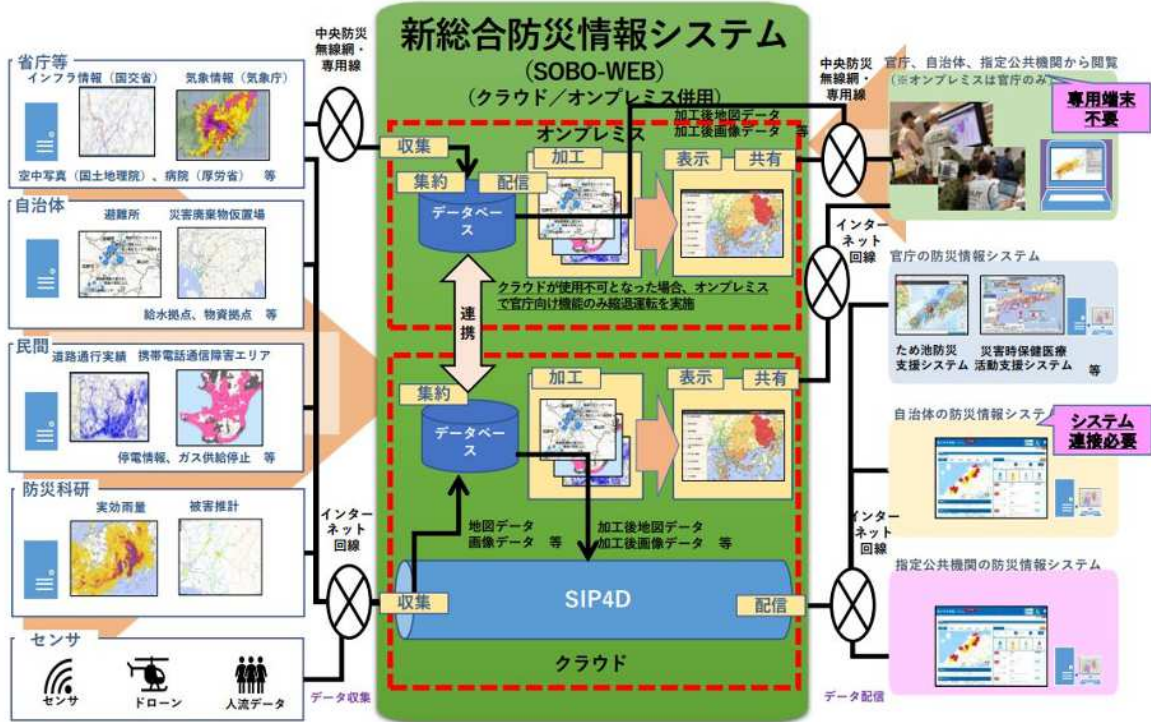 新総合防災情報システム
(SOBO-WEB)
(クラウド／オンプレミス併用)
省庁等
インフラ情報（国交省）
気象情報（気象庁）
空中写真（国土地理院）、病院（厚労省）　等
自治体
避難所
災害廃棄物仮置場
給水拠点、物資拠点　等
民間
道路通行実績
携帯電話通信障害エリア
停電情報、ガス供給停止　等
防災科研
実効雨量
被害推計
センサ
センサ
ドローン
人流データ
中央防災
無線網・
専用線
インター
ネット
回線
データ収集
オンプレミス
加工後地図データ
加工後画像データ　等
収集
集約
配信
データベー
ス
加工
表示
共有
クラウドが使用不可となった場合、オンプレミス
で官庁向け機能のみ縮退運転を実施
連携
集約
データベー
ス
加工
表示
共有
地図データ
画像データ　等
加工後地図データ
加工後画像データ　等
収集
SIP4D
配信
クラウド
中央防災
無線網・
専用線
インター
ネット
回線
インター
ネット
回線
データ配信
官庁、自治体、指定公共機関から閲覧
（※オンプレミスは官庁のみ）
専用端末
不要
官庁の防災情報システム
ため池防災
支援システム
災害時保健医療
活動支援システム
等
自治体の防災情報システム
システム
連接必要
指定公共機関の防災情報システム